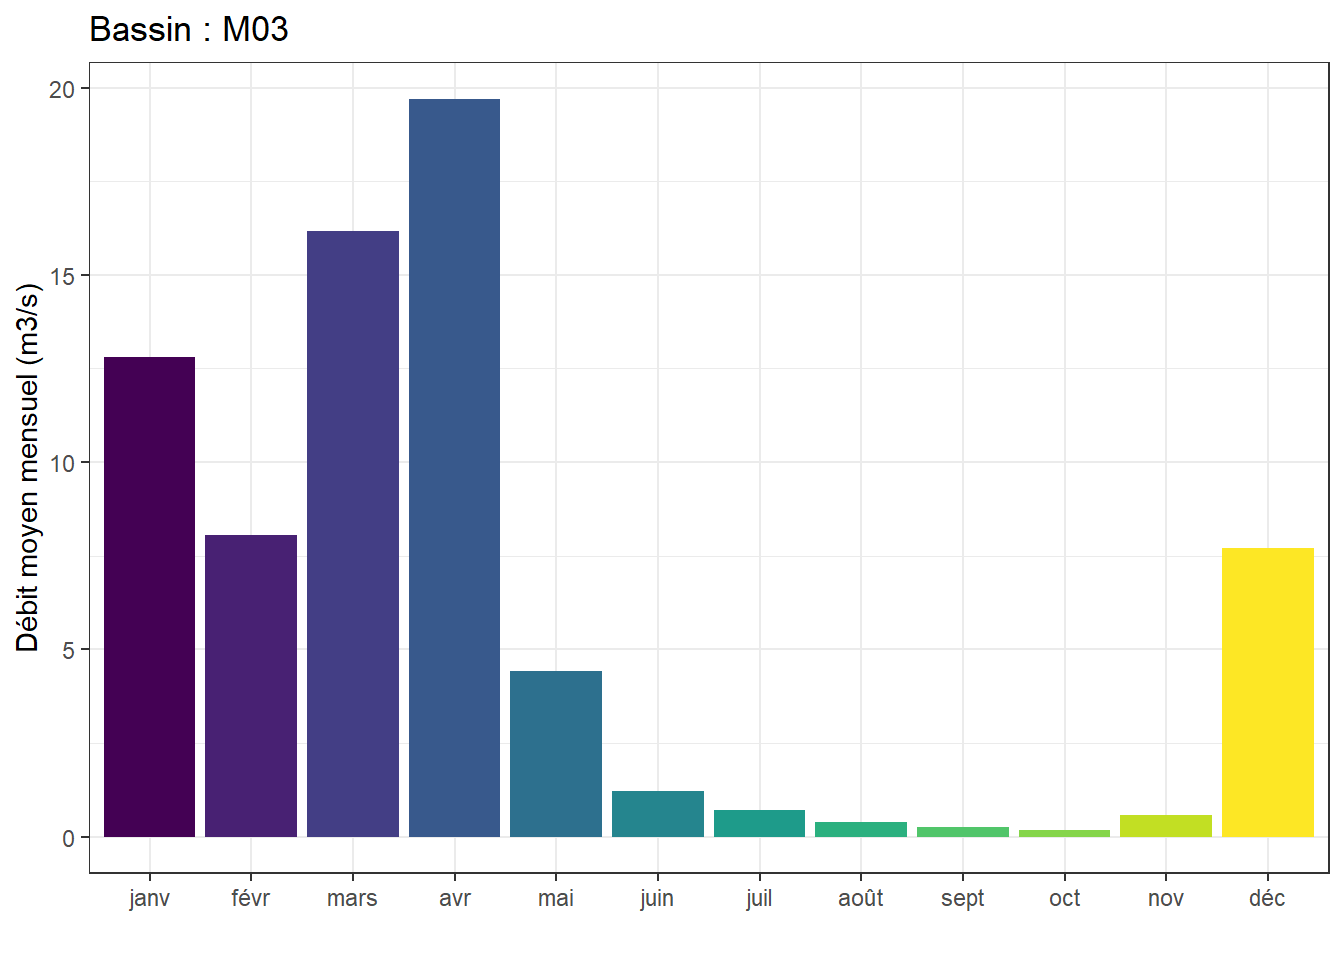 Bassin : M03
Débit moyen mensuel (m3/s)
20
15
10
5
0
janv févr mars avr mai juin juil août sept oct nov déc